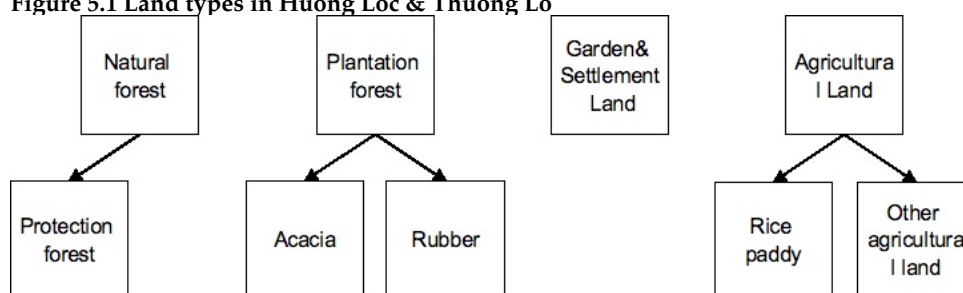 Figure 5.1 Land types in Huong Loc & Thuong Lo
Natural
forest
Plantation
forest
Garden&
Settlement
Land
Agricultura
l Land
Protection
forest
Acacia
Rubber
Rice
paddy
Other
agricultura
l land